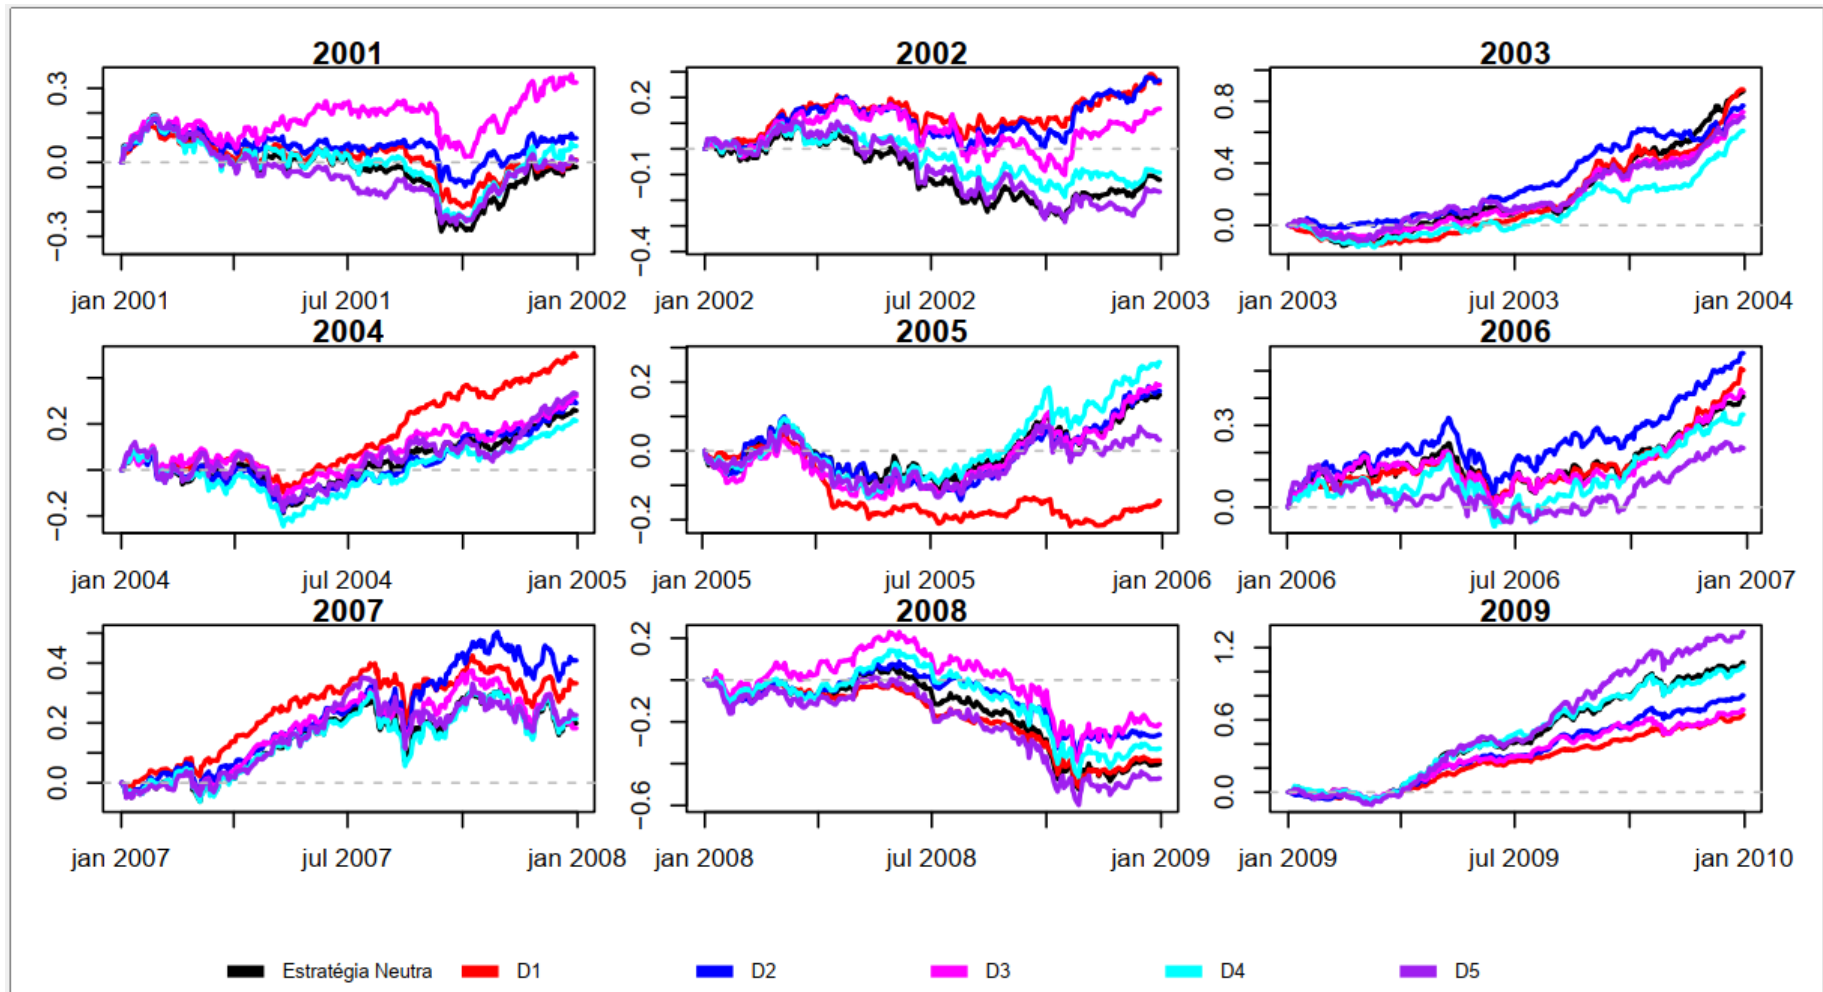 2001 2002 2003
0.3 0.0 −0.3
0.2 −0.1 −0.4
0.8 0.4 0.0
jan 2001 jul 2001 jan 2002 jan 2002 jul 2002 jan 2003 jan 2003 jul 2003 jan 2004
2004 2005 2006
0.2 −0.2
0.2 0.0 −0.2
0.3 0.0
jan 2004 jul 2004 jan 2005 jan 2005 jul 2005 jan 2006 jan 2006 jul 2006 jan 2007
2007 2008 2009
0.4 0.2 0.0
0.2 −0.2 −0.6
1.2 0.6 0.0
jan 2007 jul 2007 jan 2008 jan 2008 jul 2008 jan 2009 jan 2009 jul 2009 jan 2010
Estratégia Neutra D1 D2 D3 D4 D5